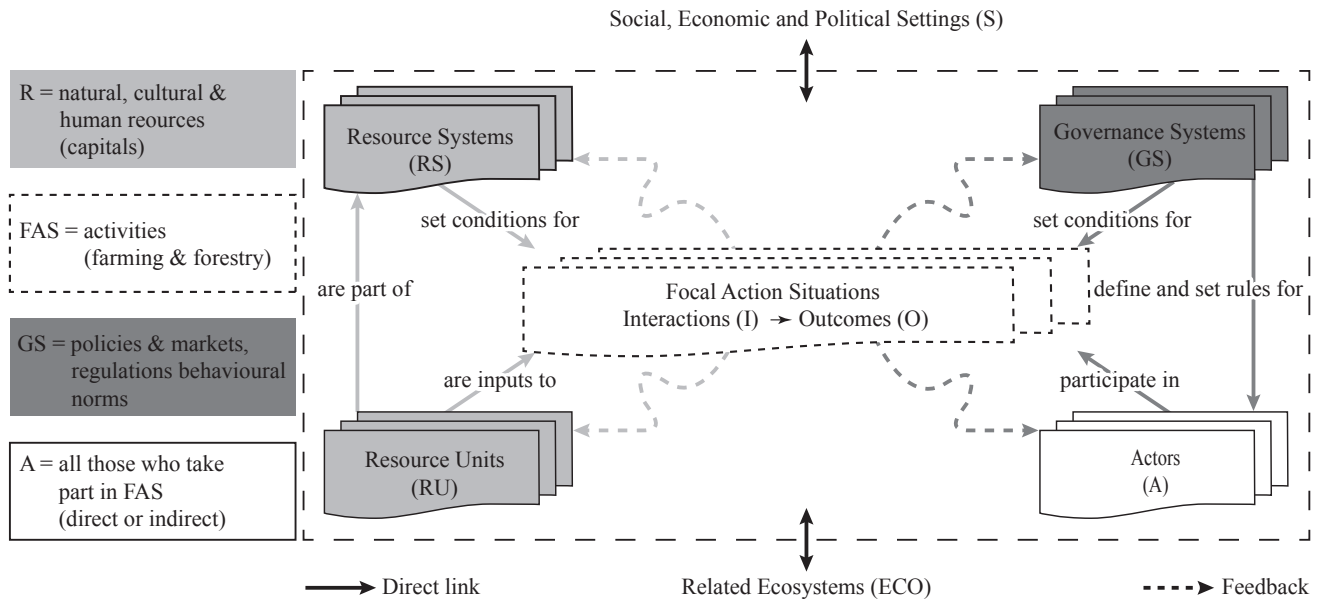 Social, Economic and Political Settings (S)
R = natural, cultural &
human reources
(capitals)
FAS = activities
(farming & forestry)
GS = policies & markets,
regulations behavioural
norms
A = all those who take
part in FAS
(direct or indirect)
Resource Systems
(RS)
Governance Systems
(GS)
set conditions for
set conditions for
are part of
Focal Action Situations
Interactions (I) → Outcomes (O)
define and set rules for
are inputs to
participate in
Resource Units
(RU)
Actors
(A)
Direct link
Related Ecosystems (ECO)
Feedback